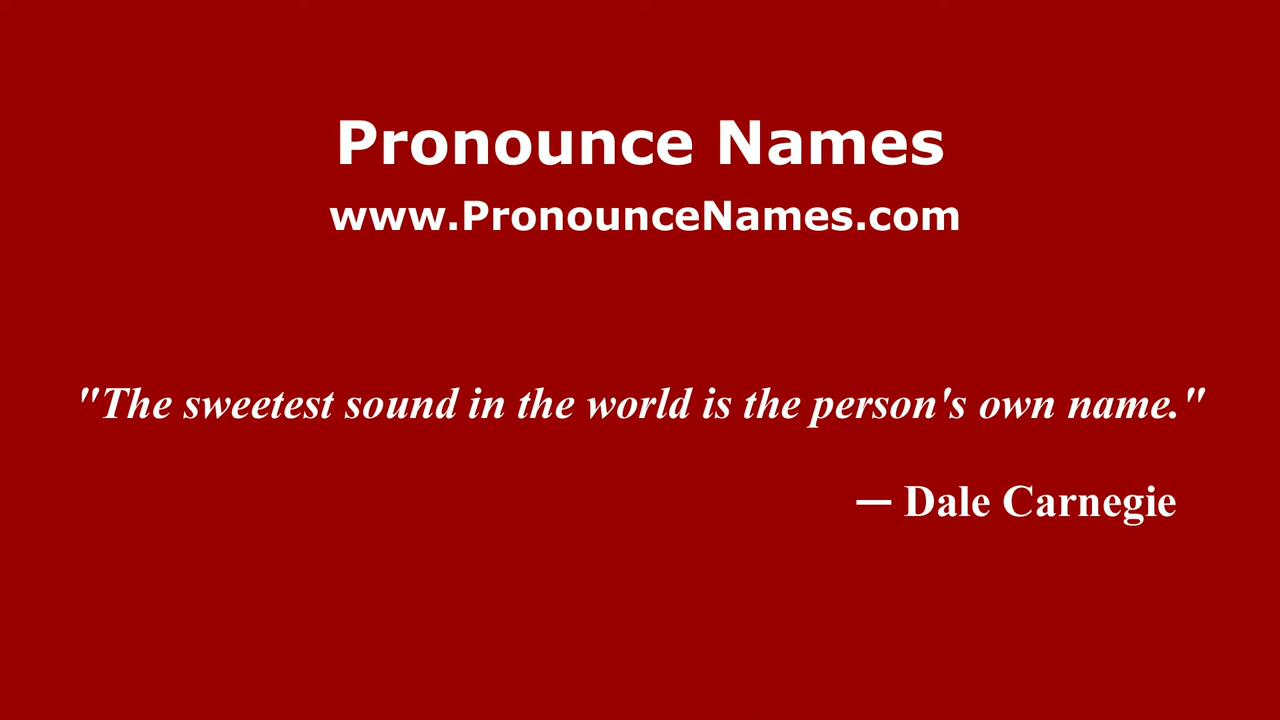 Pronounce Names
www.PronounceNames.com
"The sweetest sound in the world is the person's own name."
— Dale Carnegie